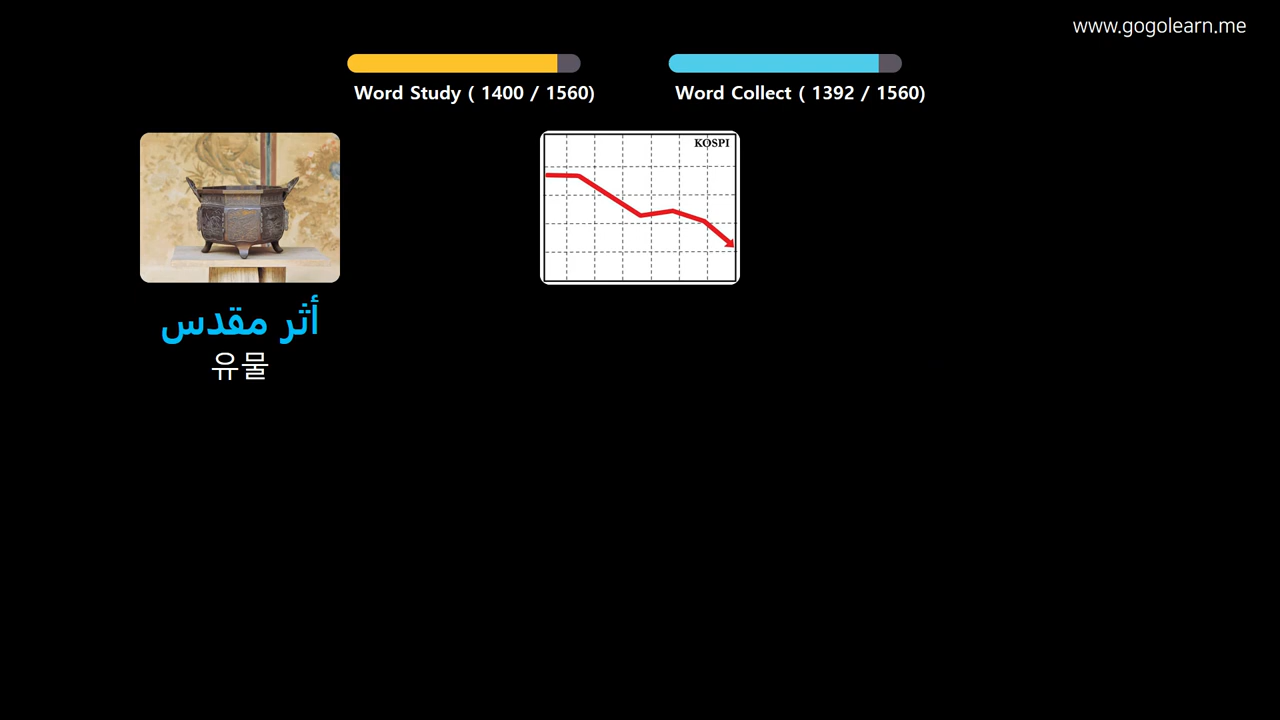 www.gogolearn.me
Word Study ( 1400 / 1560)
Word Collect ( 1392 / 1560)
KOSPI
أثر مقدس
유물